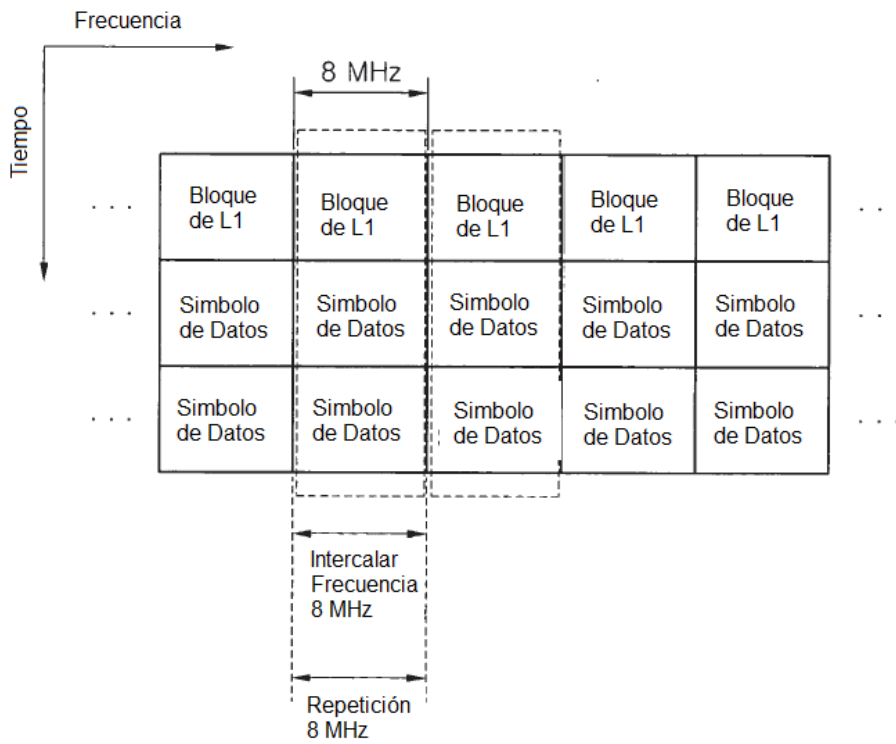 Frecuencia
Tiempo
8 MHz
. . . Bloque de L1 Bloque de L1 Bloque de L1 Bloque de L1 Bloque de L1 . .
. . . Simbolo de Datos Simbolo de Datos Simbolo de Datos Simbolo de Datos Simbolo de Datos . .
. . . Simbolo de Datos Simbolo de Datos Simbolo de Datos Simbolo de Datos Simbolo de Datos . .
Intercalar
Frecuencia
8 MHz
Repetición
8 MHz